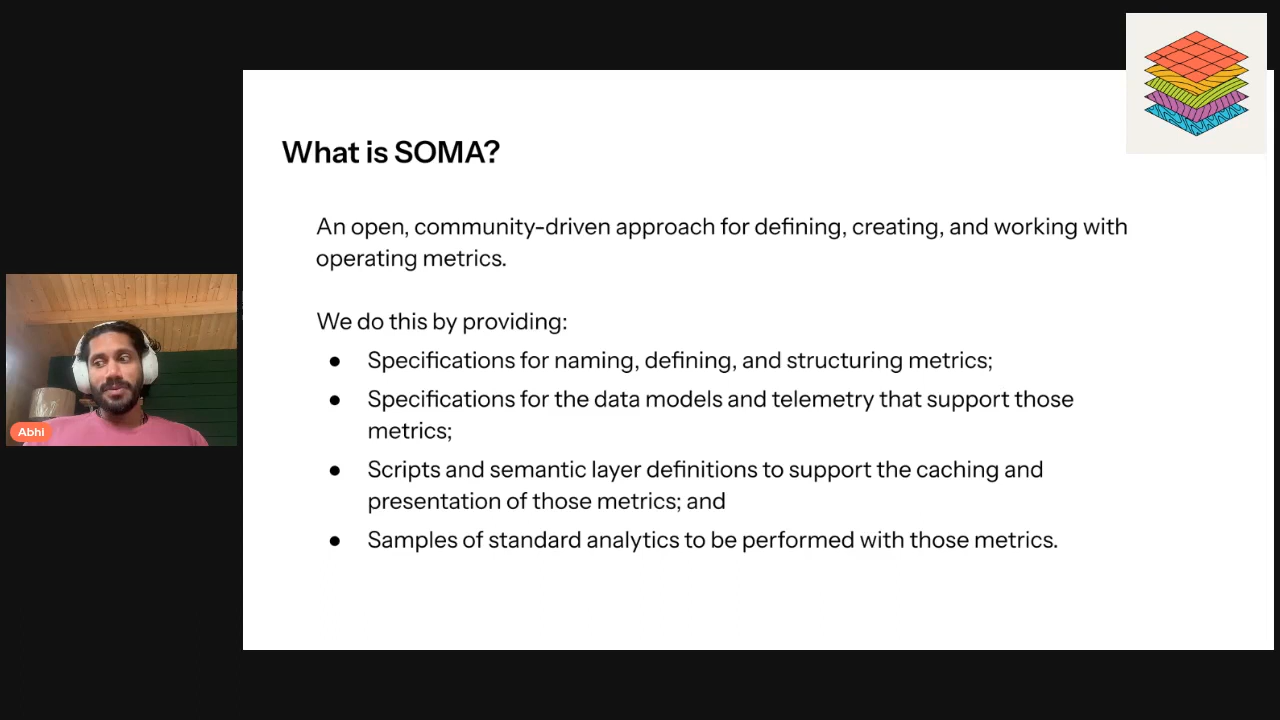 What is SOMA?
An open, community-driven approach for defining, creating, and working with
operating metrics.
We do this by providing:
● Specifications for naming, defining, and structuring metrics;
● Specifications for the data models and telemetry that support those
metrics;
● Scripts and semantic layer definitions to support the caching and
presentation of those metrics; and
● Samples of standard analytics to be performed with those metrics.
Abhi